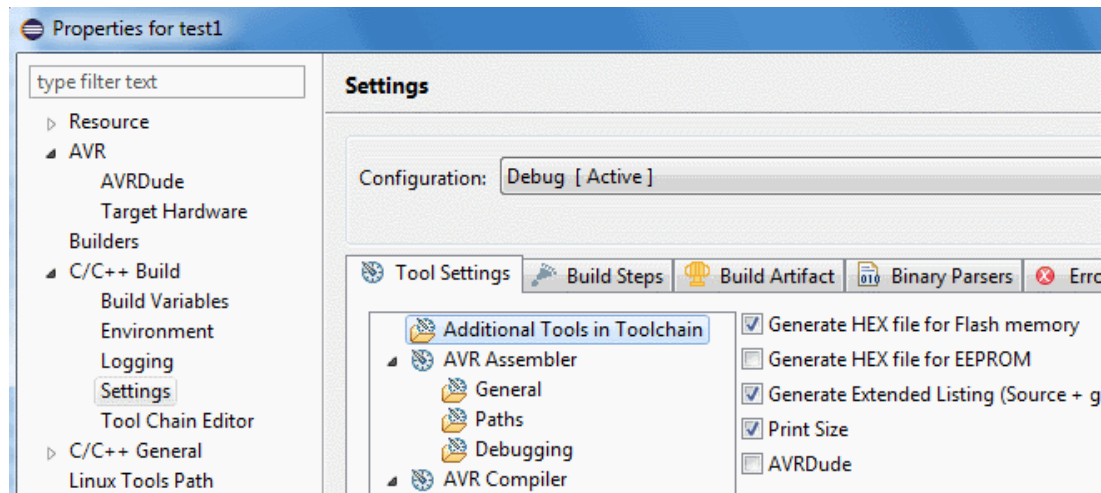 Properties for test1
type filter text
Resource
AVR
AVRDude
Target Hardware
Builders
C/C++ Build
Build Variables
Environment
Logging
Settings
Tool Chain Editor
C/C++ General
Linux Tools Path
Settings
Configuration: Debug [ Active ]
Tool Settings Build Steps Build Artifact Binary Parsers Erro
Additional Tools in Toolchain
AVR Assembler
General
Paths
Debugging
AVR Compiler
Generate HEX file for Flash memory
Generate HEX file for EEPROM
Generate Extended Listing (Source + g
Print Size
AVRDude